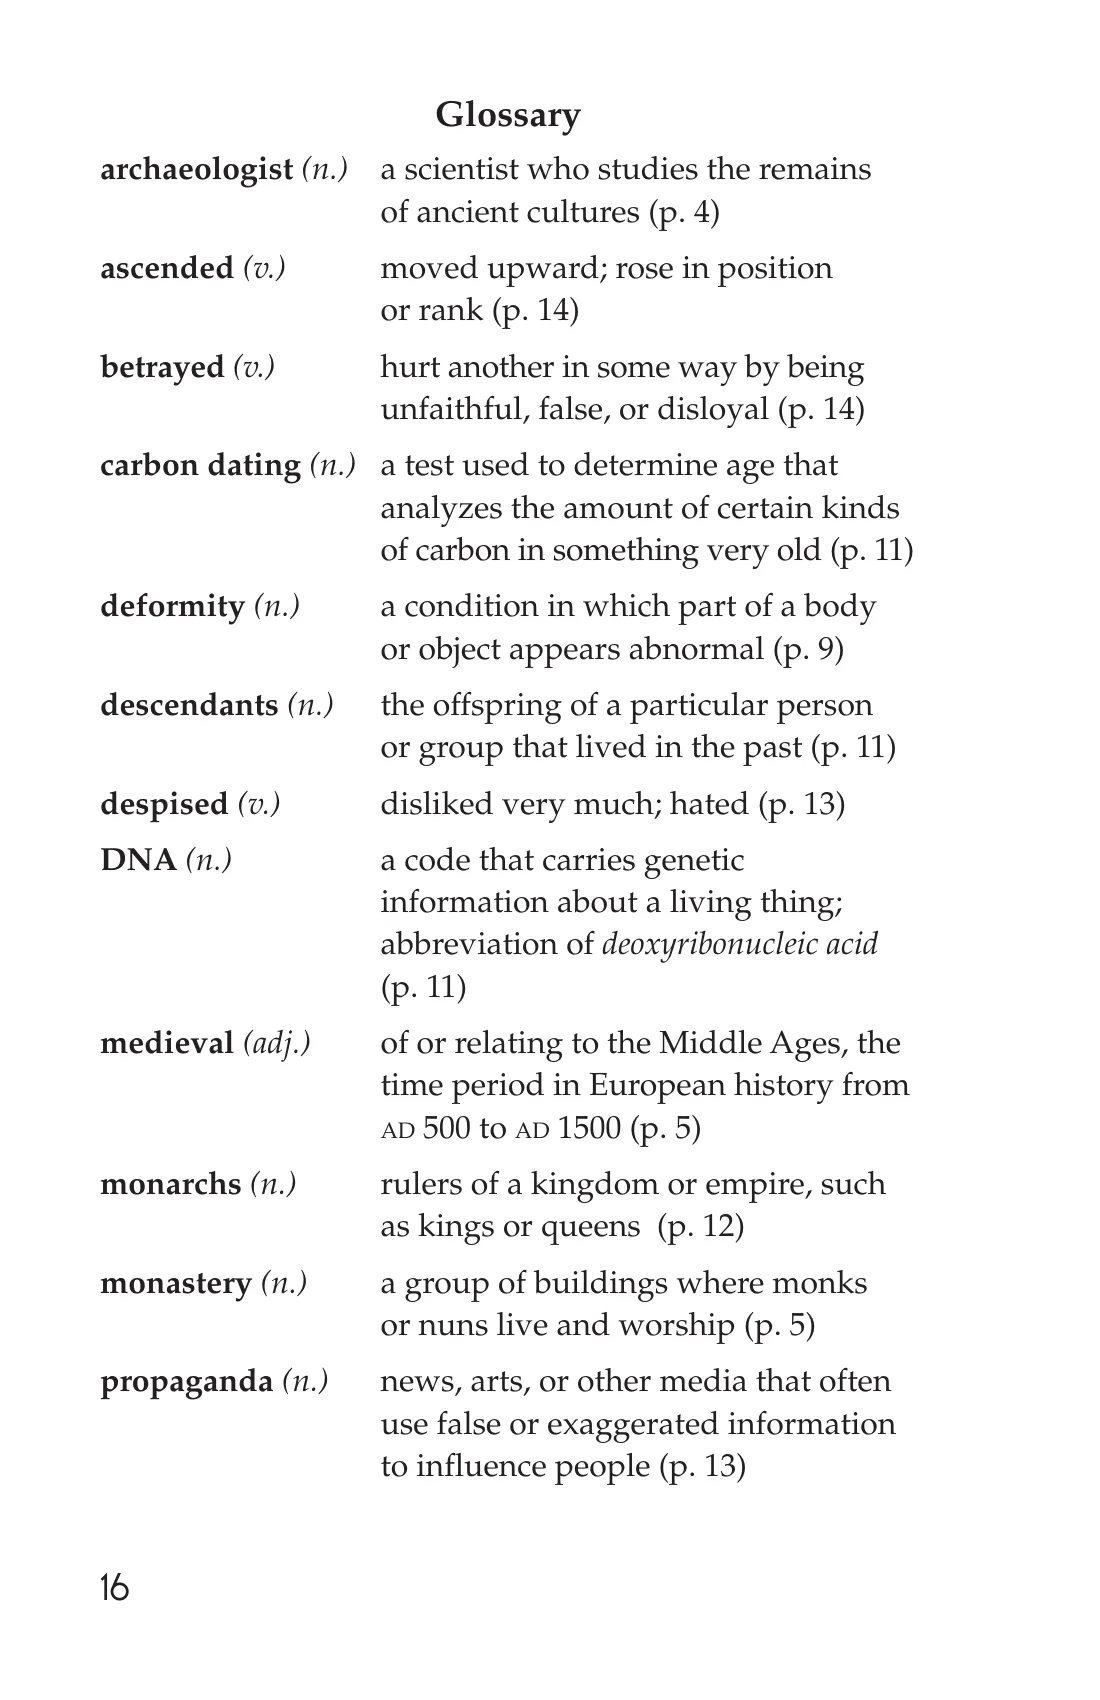 Glossary
archaeologist (n.) a scientist who studies the remains
of ancient cultures (p. 4)
ascended (v.) moved upward; rose in position
or rank (p. 14)
betrayed (v.) hurt another in some way by being
unfaithful, false, or disloyal (p. 14)
carbon dating (n.) a test used to determine age that
analyzes the amount of certain kinds
of carbon in something very old (p. 11)
deformity (n.) a condition in which part of a body
or object appears abnormal (p. 9)
descendants (n.) the offspring of a particular person
or group that lived in the past (p. 11)
despised (v.) disliked very much; hated (p. 13)
DNA (n.) a code that carries genetic
information about a living thing;
abbreviation of deoxyribonucleic acid
(p. 11)
medieval (adj.) of or relating to the Middle Ages, the
time period in European history from
AD 500 to AD 1500 (p. 5)
monarchs (n.) rulers of a kingdom or empire, such
as kings or queens  (p. 12)
monastery (n.) a group of buildings where monks
or nuns live and worship (p. 5)
propaganda (n.) news, arts, or other media that often
use false or exaggerated information
to influence people (p. 13)
16